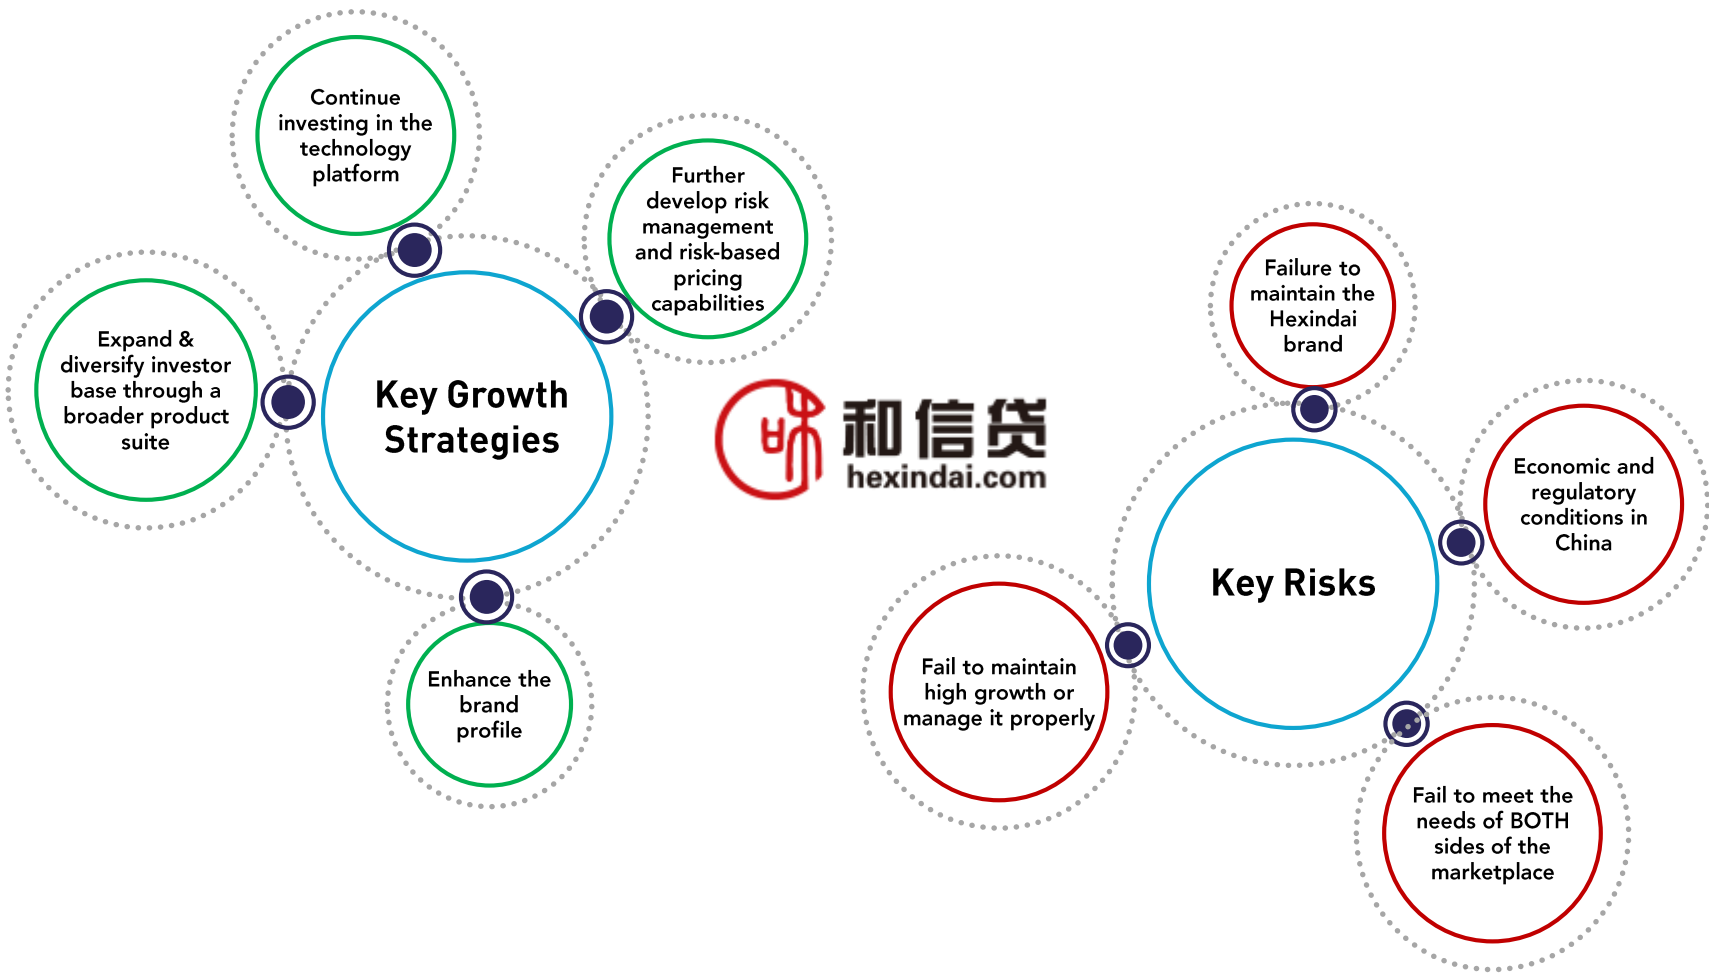 Continue
investing in the
technology
platform
Further
develop risk
management
and risk-based
pricing
capabilities
Expand &
diversify investor
base through a
broader product
suite
Key Growth
Strategies
Enhance the
brand
profile
和信贷
hexindai.com
Failure to
maintain the
Hexindai
brand
Economic and
regulatory
conditions in
China
Key Risks
Fail to maintain
high growth or
manage it properly
Fail to meet the
needs of BOTH
sides of the
marketplace